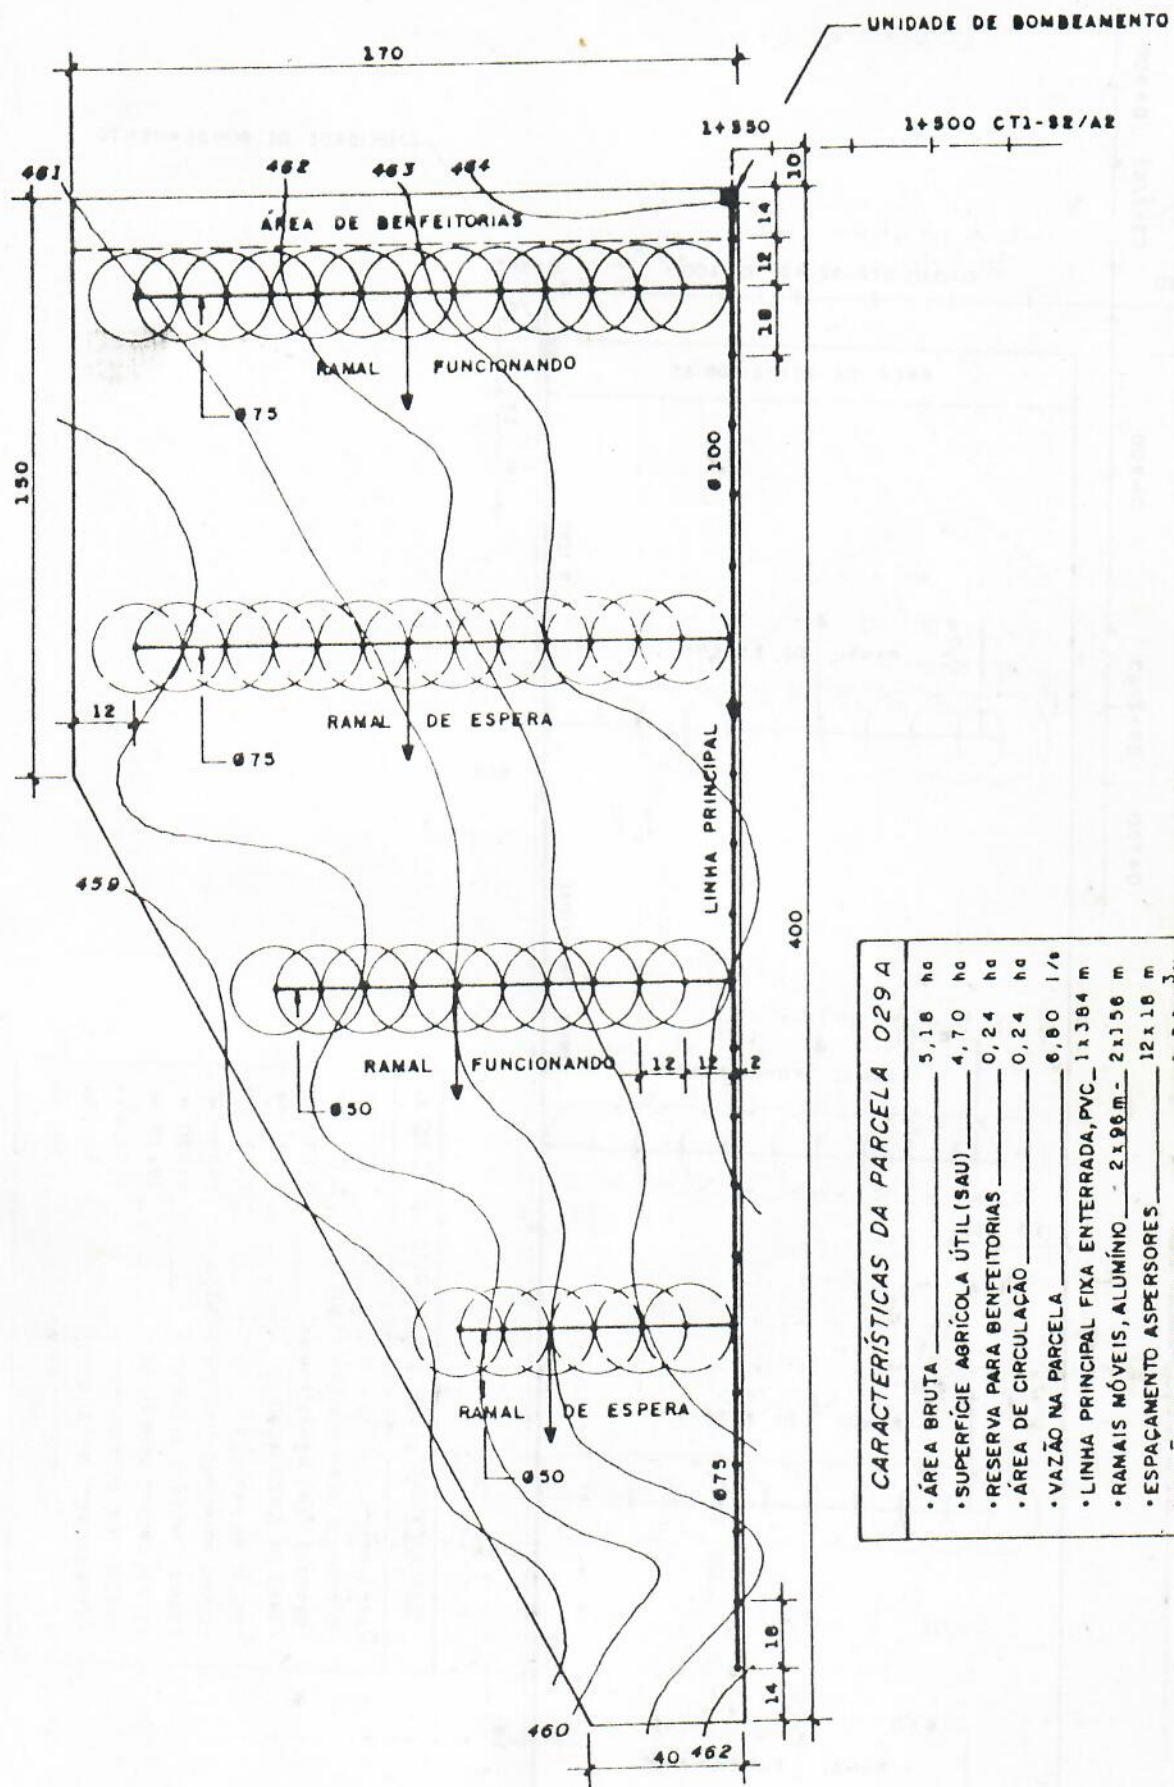 UNIDADE DE BOMBEAMENTO
170
1+550
1+500 CT1-S2/A2
10
461
462
463
464
ÁREA DE BENFEITORIAS
14
12
18
RAMAL FUNCIONANDO
Ø75
Ø100
150
12
RAMAL DE ESPERA
Ø75
LINHA PRINCIPAL
459
400
RAMAL FUNCIONANDO
12
12
2
Ø50
RAMAL DE ESPERA
Ø50
Ø75
18
14
460
40
462
CARACTERÍSTICAS DA PARCELA 029 A
• ÁREA BRUTA 5,18 ha
• SUPERFÍCIE AGRÍCOLA ÚTIL (SAU) 4,70 ha
• RESERVA PARA BENFEITORIAS 0,24 ha
• ÁREA DE CIRCULAÇÃO 0,24 ha
• VAZÃO NA PARCELA 6,80 l/s
• LINHA PRINCIPAL FIXA ENTERRADA, PVC 1x384 m
• RAMAIS MÓVEIS, ALUMÍNIO - 2x96m - 2x156 m
• ESPAÇAMENTO ASPERSORES 12x18 m